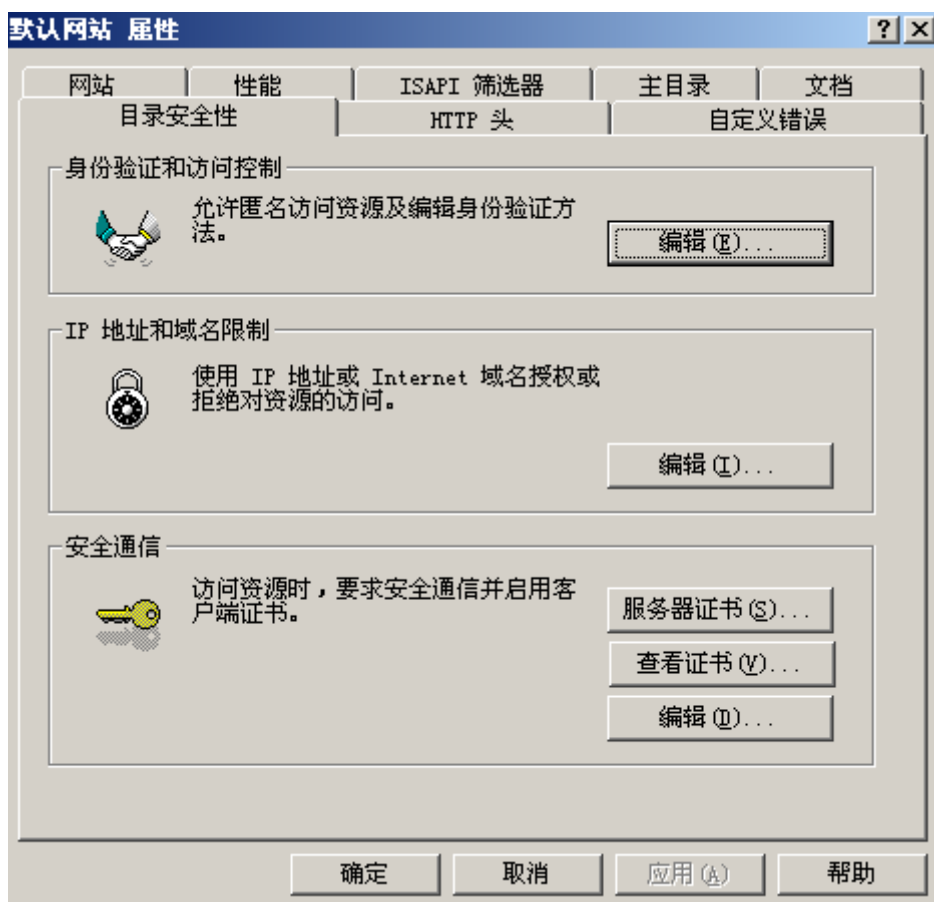 默认网站 属性
网站 性能 ISAPI 筛选器 主目录 文档
目录安全性 HTTP 头 自定义错误
身份验证和访问控制
允许匿名访问资源及编辑身份验证方
法。
编辑(E)...
IP 地址和域名限制
使用 IP 地址或 Internet 域名授权或
拒绝对资源的访问。
编辑(I)...
安全通信
访问资源时，要求安全通信并启用客
户端证书。
服务器证书(S)...
查看证书(V)...
编辑(D)...
确定 取消 应用(A) 帮助